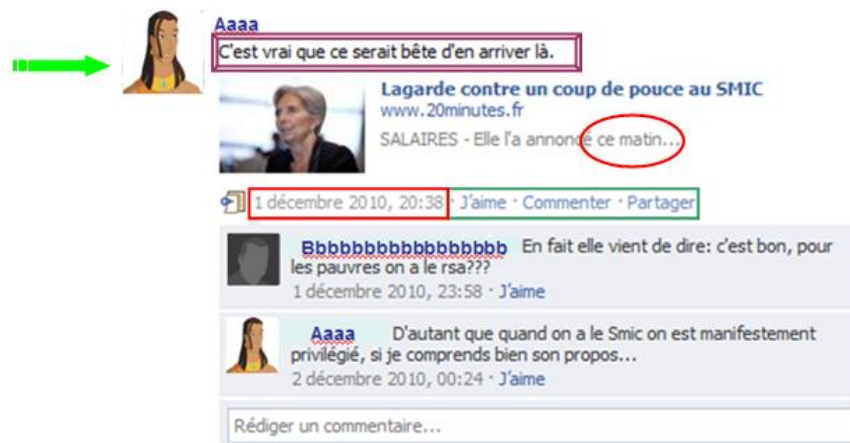 Aaaa
C'est vrai que ce serait bête d'en arriver là.
Lagarde contre un coup de pouce au SMIC
www.20minutes.fr
SALAIRES - Elle l'a annoncé ce matin...
1 décembre 2010, 20:38 · J'aime · Commenter · Partager
Bbbbbbbbbbbbbbbbb En fait elle vient de dire: c'est bon, pour
les pauvres on a le rsa???
1 décembre 2010, 23:58 · J'aime
Aaaa D'autant que quand on a le Smic on est manifestement
privilégié, si je comprends bien son propos...
2 décembre 2010, 00:24 · J'aime
Rédiger un commentaire...